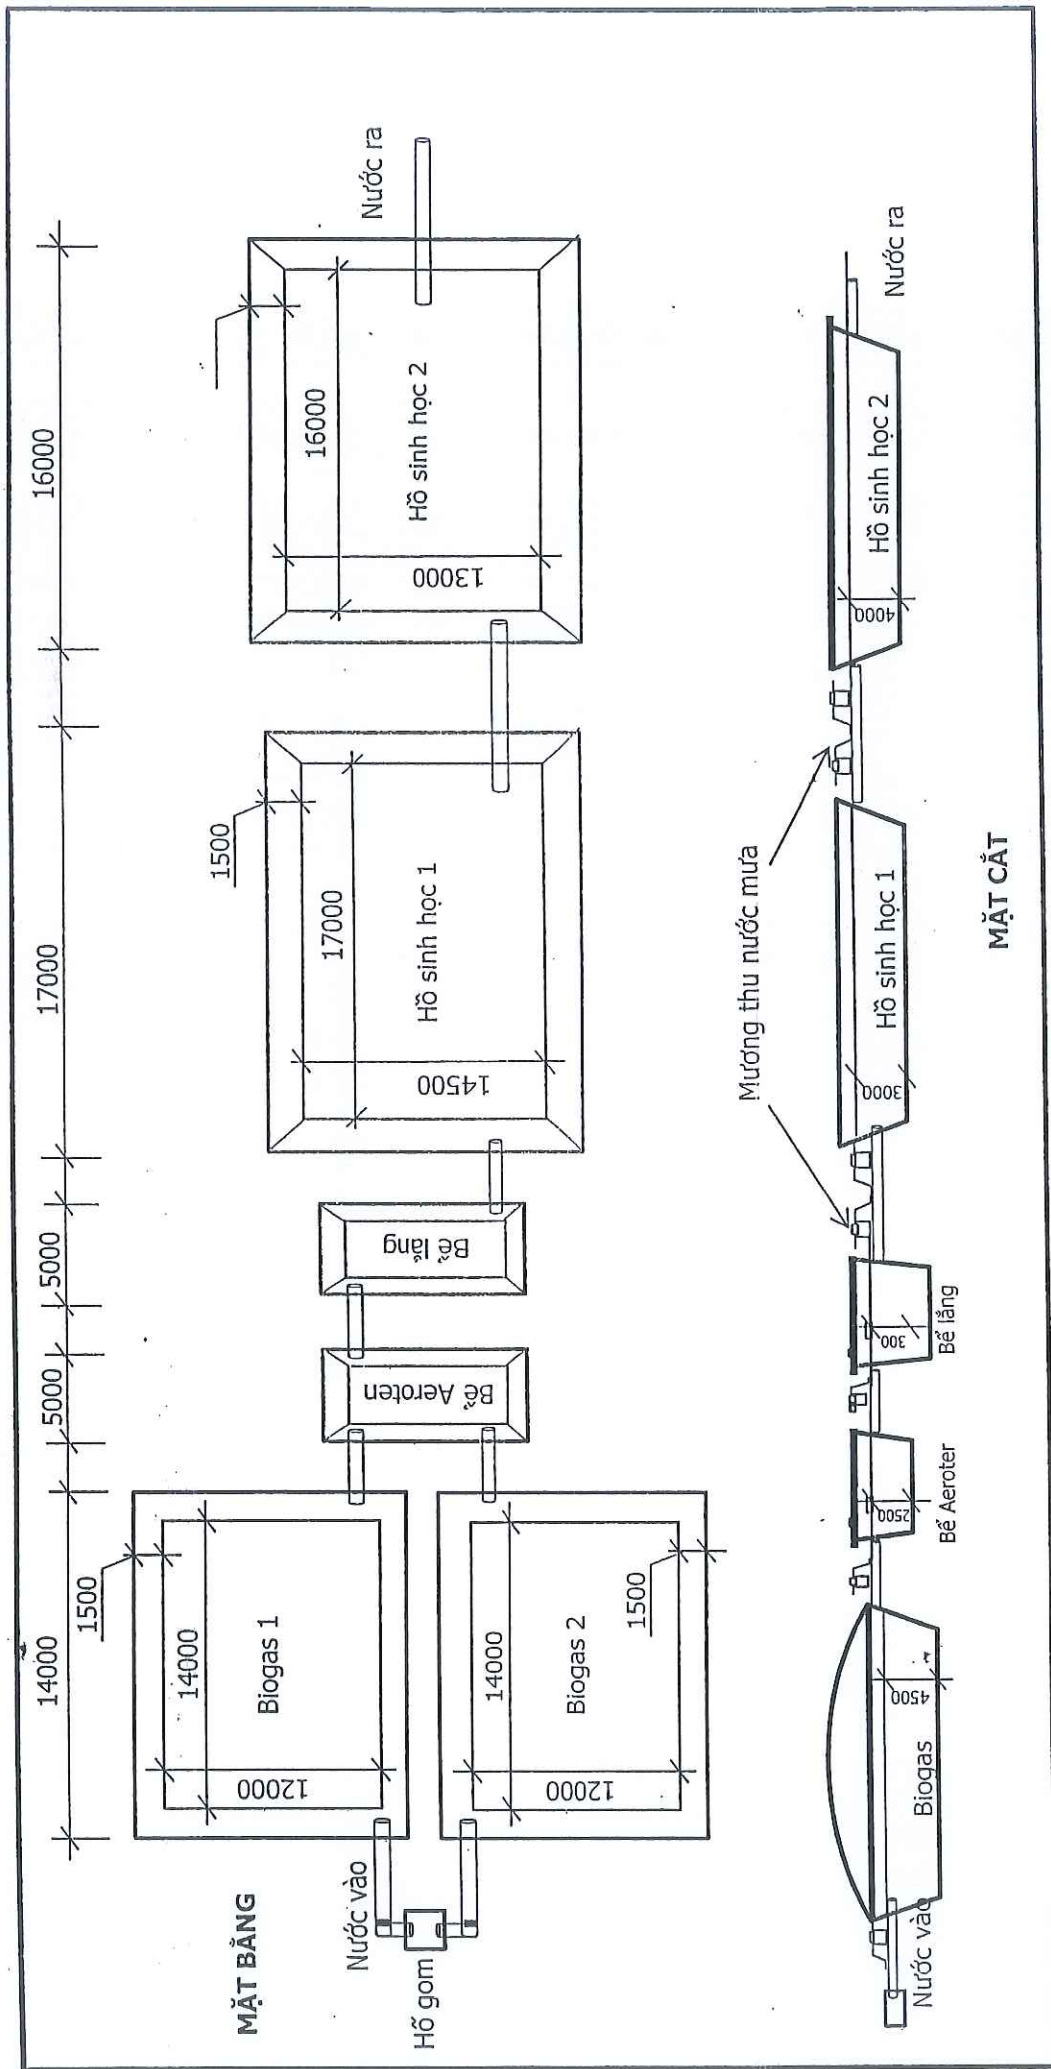 14000
5000
5000
17000
16000
MẶT BẰNG
Nước vào
Hố gom
1500
14000
12000
Biogas 1
14000
12000
Biogas 2
1500
Bể Aeroten
Bể lắng
1500
17000
14500
Hồ sinh học 1
16000
13000
Hồ sinh học 2
Nước ra
Mương thu nước mưa
Nước vào
Biogas
4500
2500
Bể Aeroter
300
Bể lắng
3000
Hồ sinh học 1
4000
Hồ sinh học 2
Nước ra
MẶT CẮT